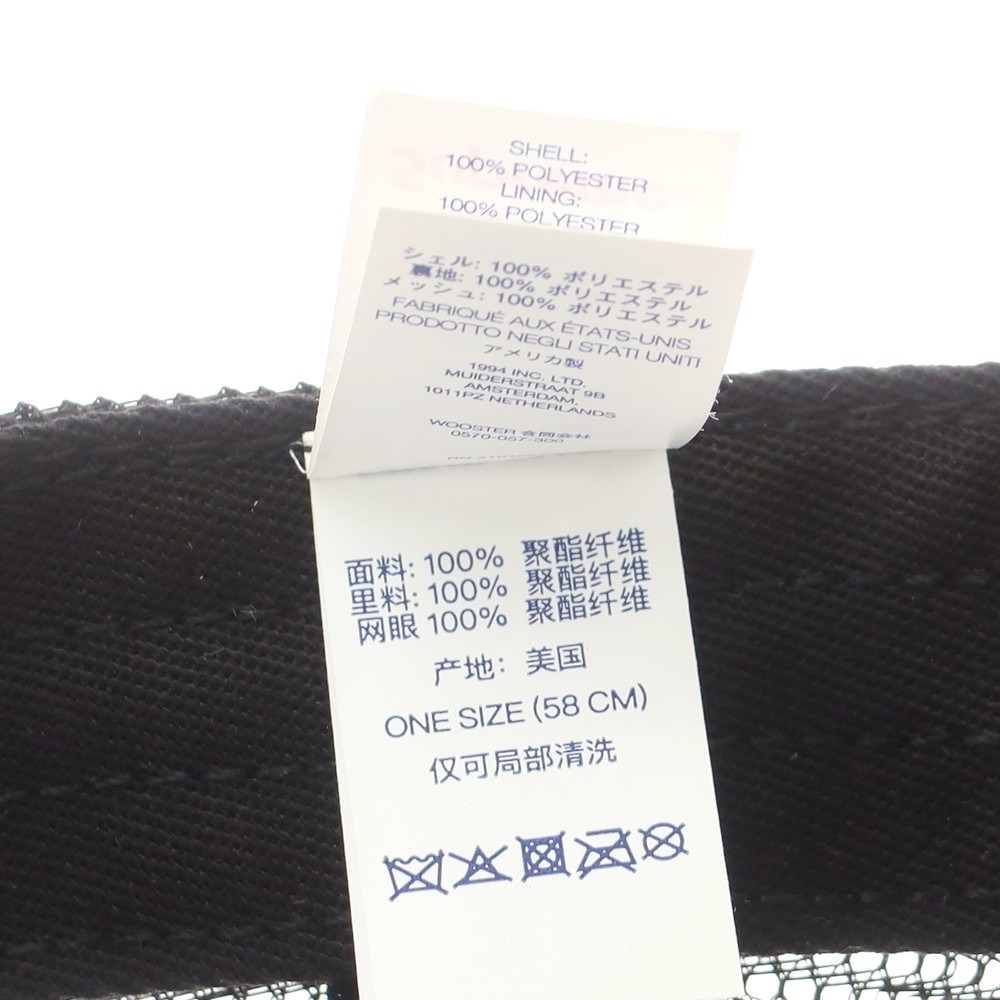 SHELL:
100% POLYESTER
LINING:
100% POLYESTER
シェル: 100% ポリエステル
裏地: 100% ポリエステル
メッシュ: 100% ポリエステル
FABRIQUÉ AUX ÉTATS-UNIS
PRODOTTO NEGLI STATI UNITI
アメリカ製
1994 INC. LTD.
MUIDERSTRAAT 9B
AMSTERDAM,
1011PZ NETHERLANDS
WOOSTER 合同会社
0570-057-300
面料: 100% 聚酯纤维
里料: 100% 聚酯纤维
网眼 100% 聚酯纤维
产地: 美国
ONE SIZE (58 CM)
仅可局部清洗